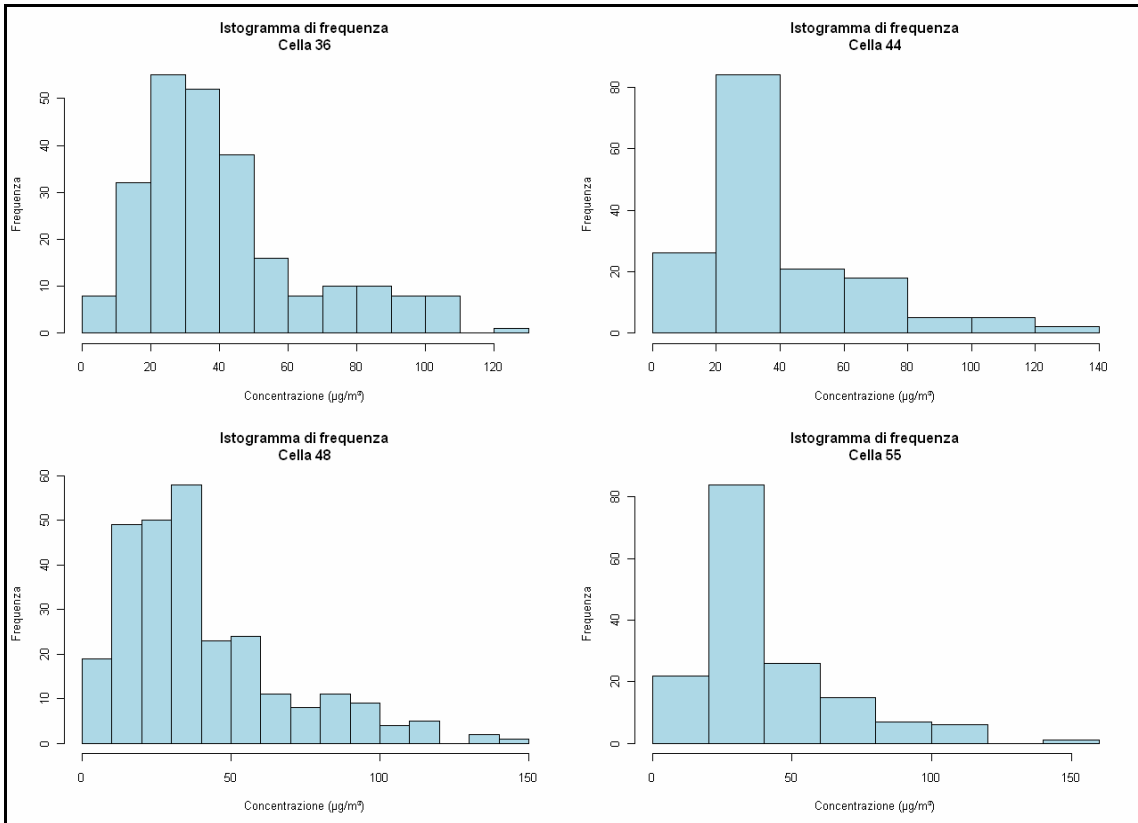 Istogramma di frequenza
Cella 36
Frequenza
0 10 20 30 40 50
0 20 40 60 80 100 120
Concentrazione (µg/m³)
Istogramma di frequenza
Cella 44
Frequenza
0 20 40 60 80
0 20 40 60 80 100 120 140
Concentrazione (µg/m³)
Istogramma di frequenza
Cella 48
Frequenza
0 10 20 30 40 50 60
0 50 100 150
Concentrazione (µg/m³)
Istogramma di frequenza
Cella 55
Frequenza
0 20 40 60 80
0 50 100 150
Concentrazione (µg/m³)